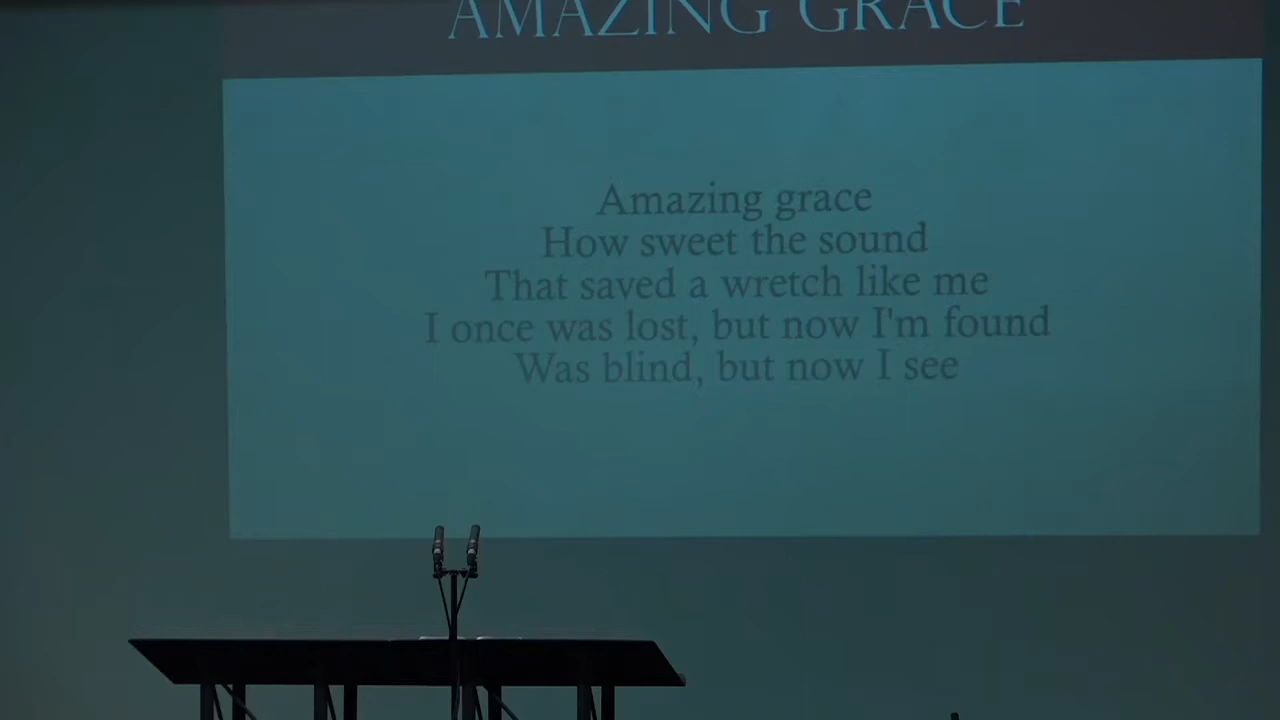 AMAZING GRACE
Amazing grace
How sweet the sound
That saved a wretch like me
I once was lost, but now I'm found
Was blind, but now I see